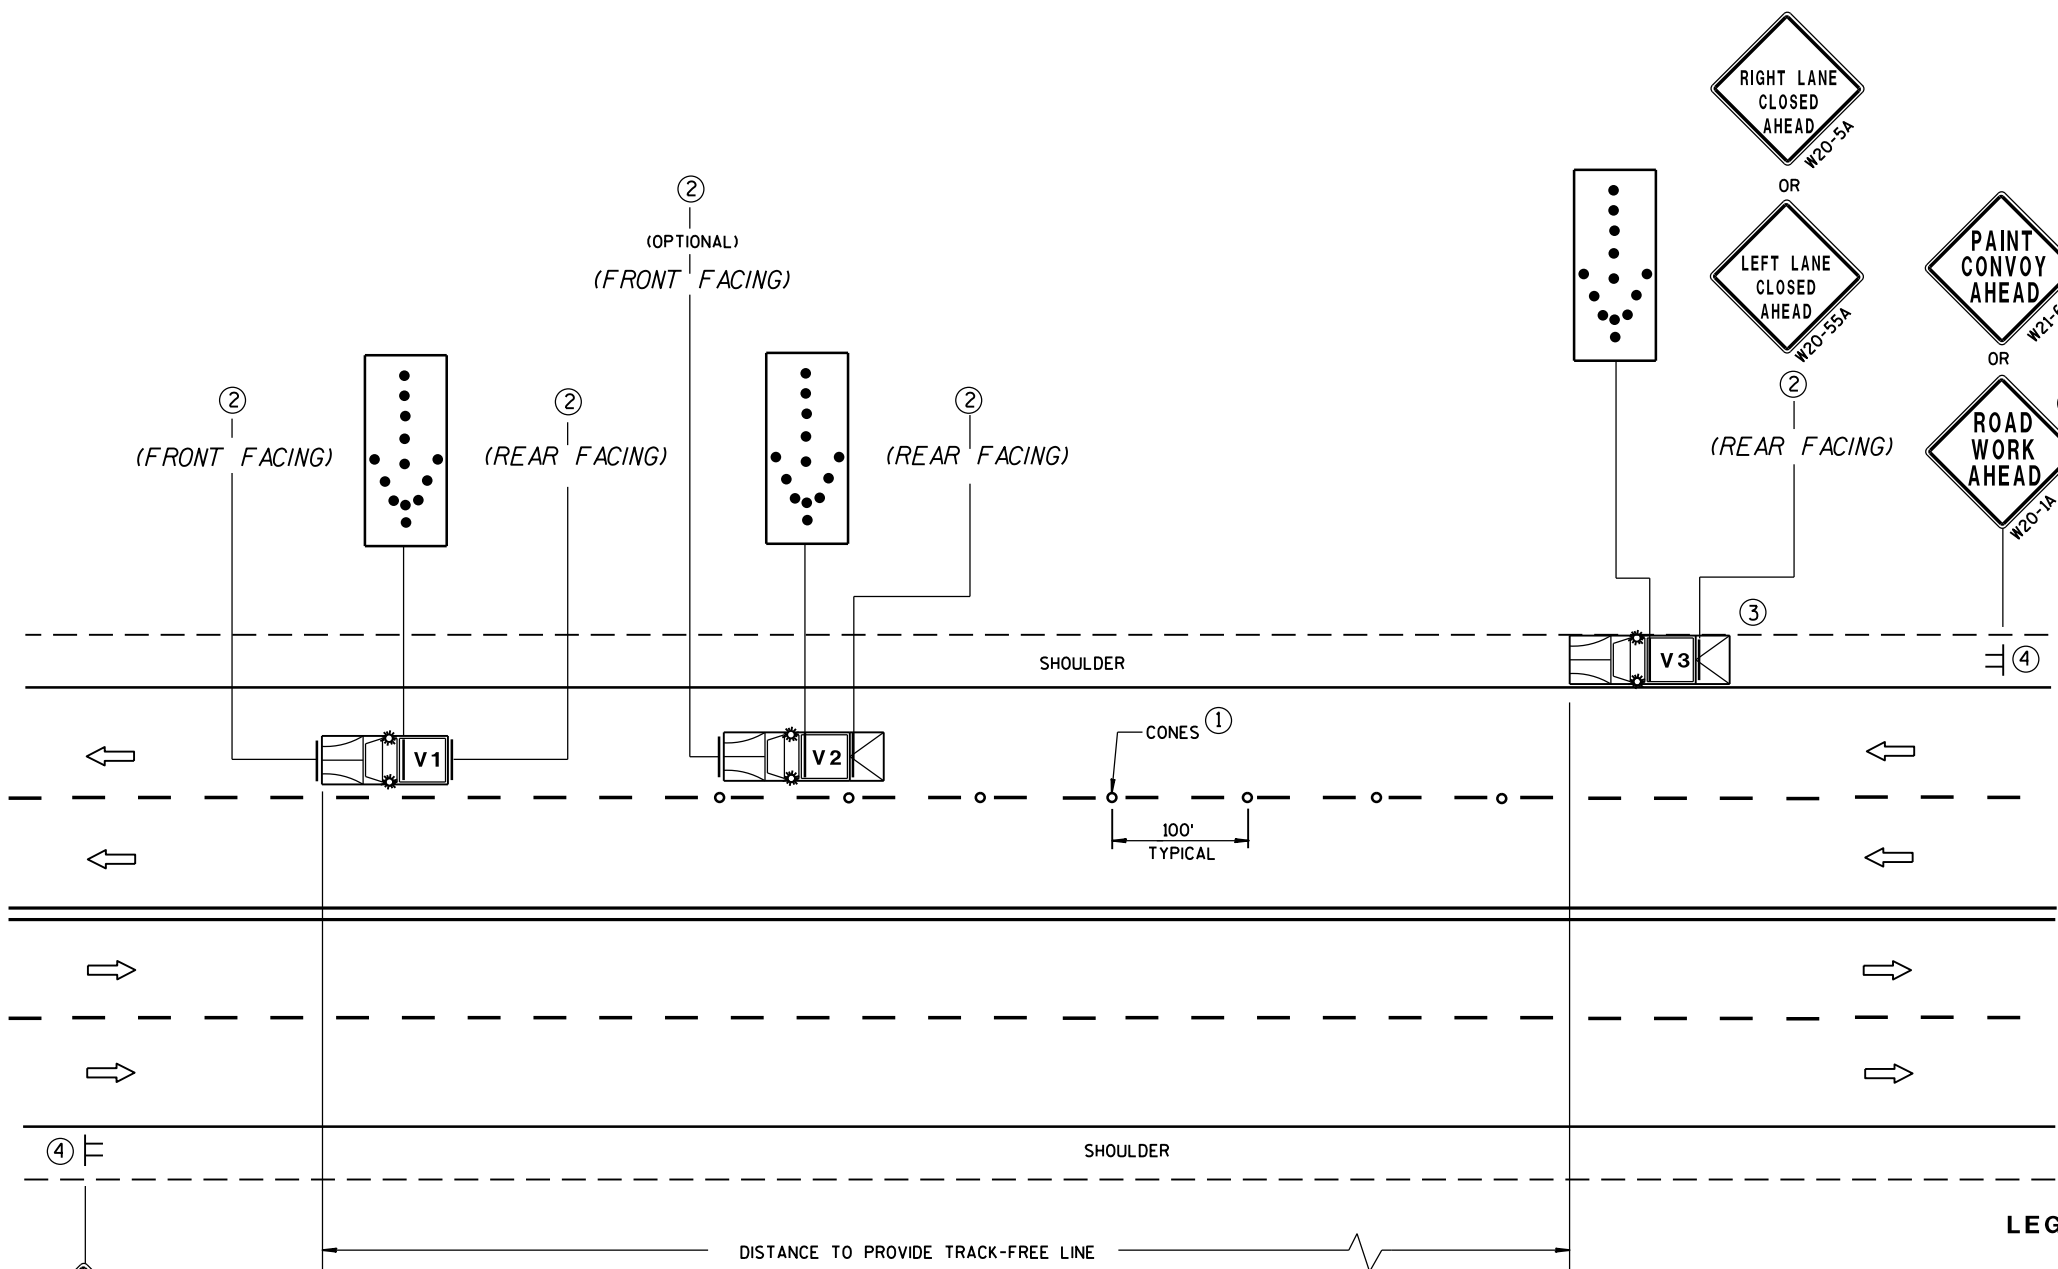 RIGHT LANE
CLOSED
AHEAD
W20-5A
OR
LEFT LANE
CLOSED
AHEAD
W20-55A
PAINT
CONVOY
AHEAD
OR
ROAD
WORK
AHEAD
W20-1A
2
(OPTIONAL)
(FRONT FACING)
2
(FRONT FACING)
2
(REAR FACING)
2
(REAR FACING)
2
(REAR FACING)
3
SHOULDER
V3
4
CONES 1
V1
V2
100'
TYPICAL
4
SHOULDER
DISTANCE TO PROVIDE TRACK-FREE LINE